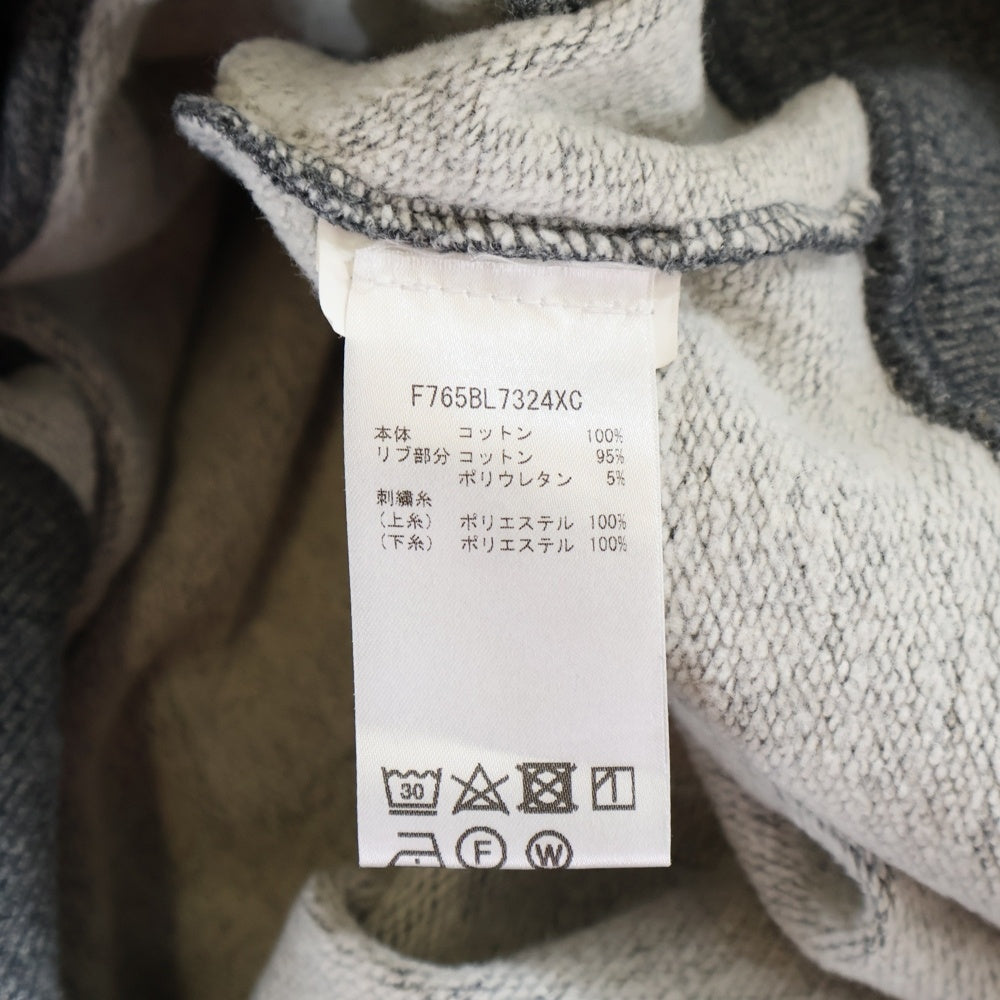 F765BL7324XC
本体 コットン 100%
リブ部分 コットン 95%
ポリウレタン 5%
刺繍糸
(上糸) ポリエステル 100%
(下糸) ポリエステル 100%
30
F W